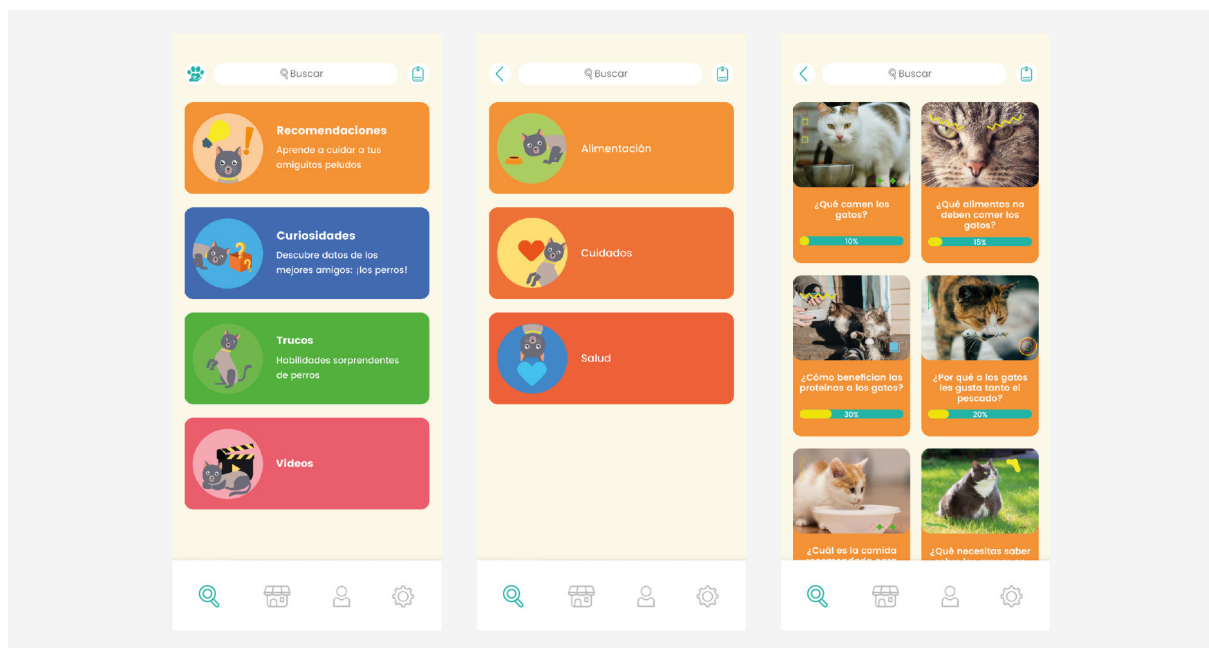 Buscar
Recomendaciones
Aprende a cuidar a tus
amiguitos peludos
Curiosidades
Descubre datos de los
mejores amigos: ¡los perros!
Trucos
Habilidades sorprendentes
de perros
Videos
Buscar
Alimentación
Cuidados
Salud
Buscar
¿Qué comen los
gatos?
10%
¿Qué alimentos no
deben comer los
gatos?
15%
¿Cómo benefician las
proteínas a los gatos?
30%
¿Por qué a los gatos
les gusta tanto el
pescado?
20%
¿Cuál es la comida
¿Qué necesitas saber